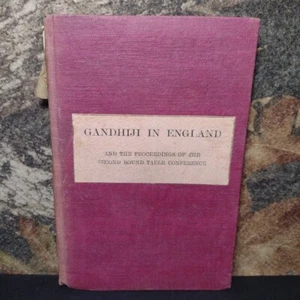 GANDHIJI IN ENGLAND
AND THE PROCEEDINGS OF THE
SECOND ROUND TABLE CONFERENCE